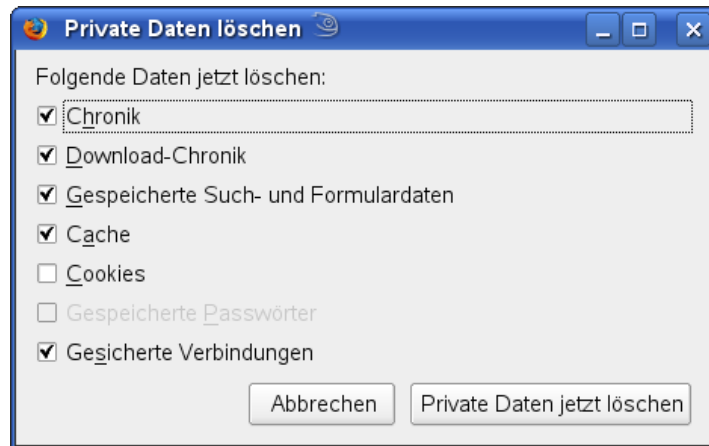 Private Daten löschen
Folgende Daten jetzt löschen:
Chronik
Download-Chronik
Gespeicherte Such- und Formulardaten
Cache
Cookies
Gespeicherte Passwörter
Gesicherte Verbindungen
Abbrechen
Private Daten jetzt löschen